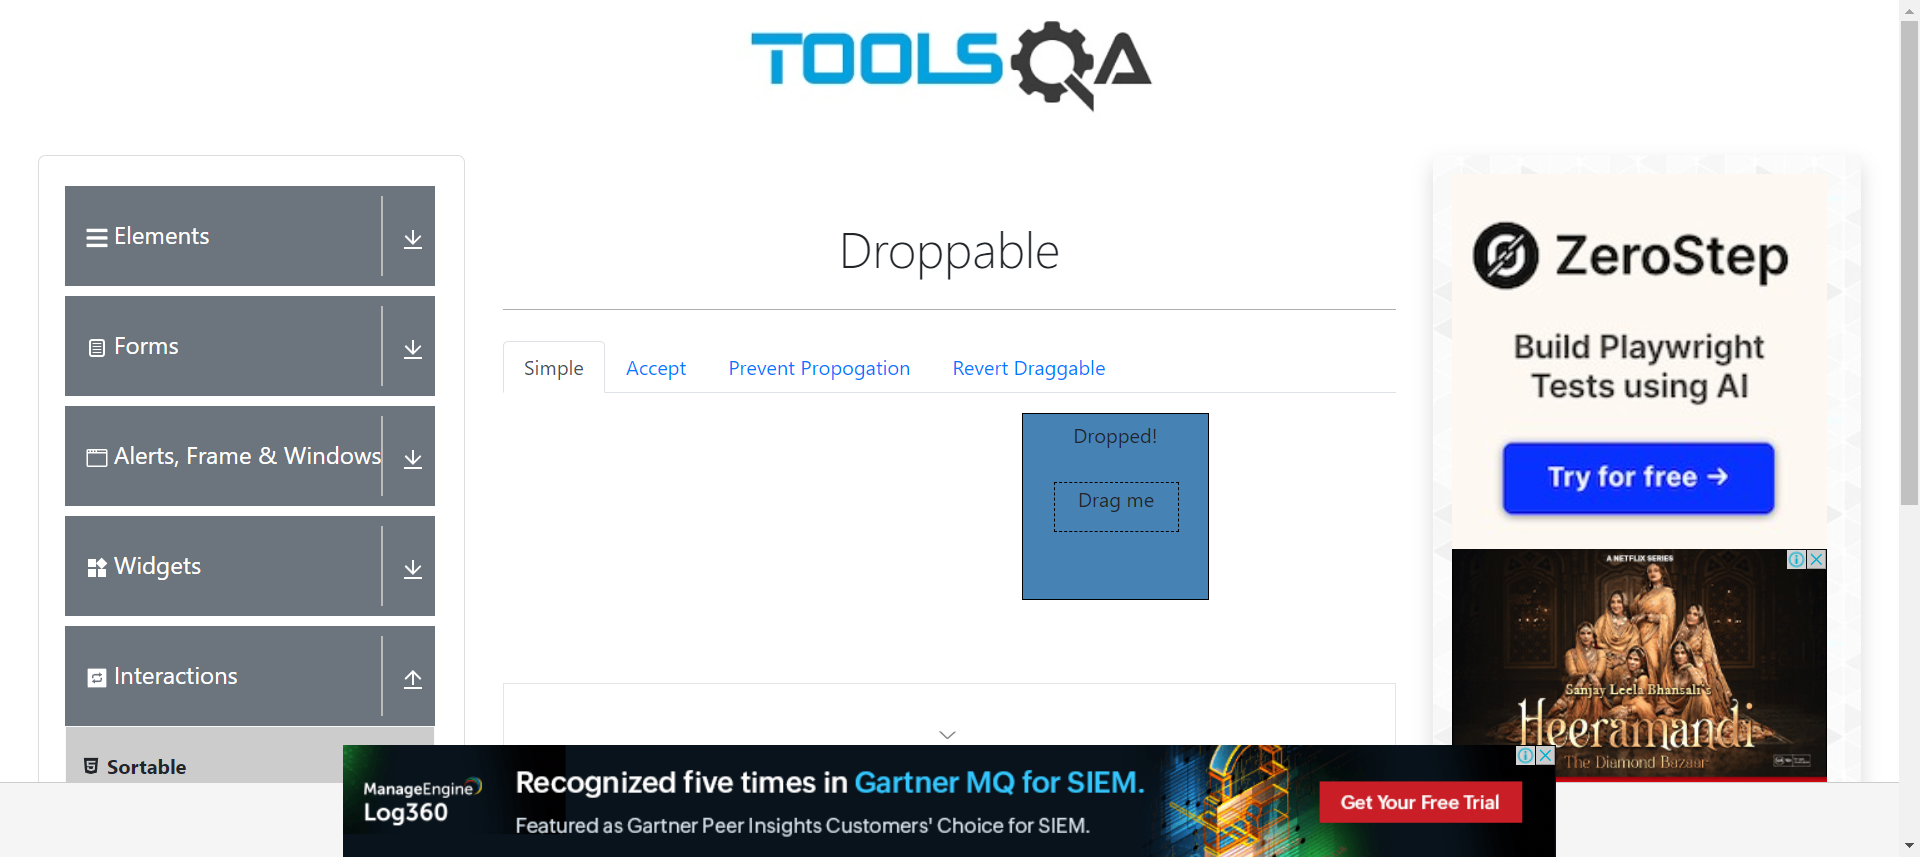 TOOLSQA
Elements
Forms
Alerts, Frame & Windows
Widgets
Interactions
Sortable
Droppable
Simple
Accept
Prevent Propogation
Revert Draggable
Dropped!
Drag me
ZeroStep
Build Playwright
Tests using AI
Try for free →
A NETFLIX SERIES
Sanjay Leela Bhansali's
Heeramandi
The Diamond Bazaar
ManageEngine
Log360
Recognized five times in Gartner MQ for SIEM.
Featured as Gartner Peer Insights Customers' Choice for SIEM.
Get Your Free Trial